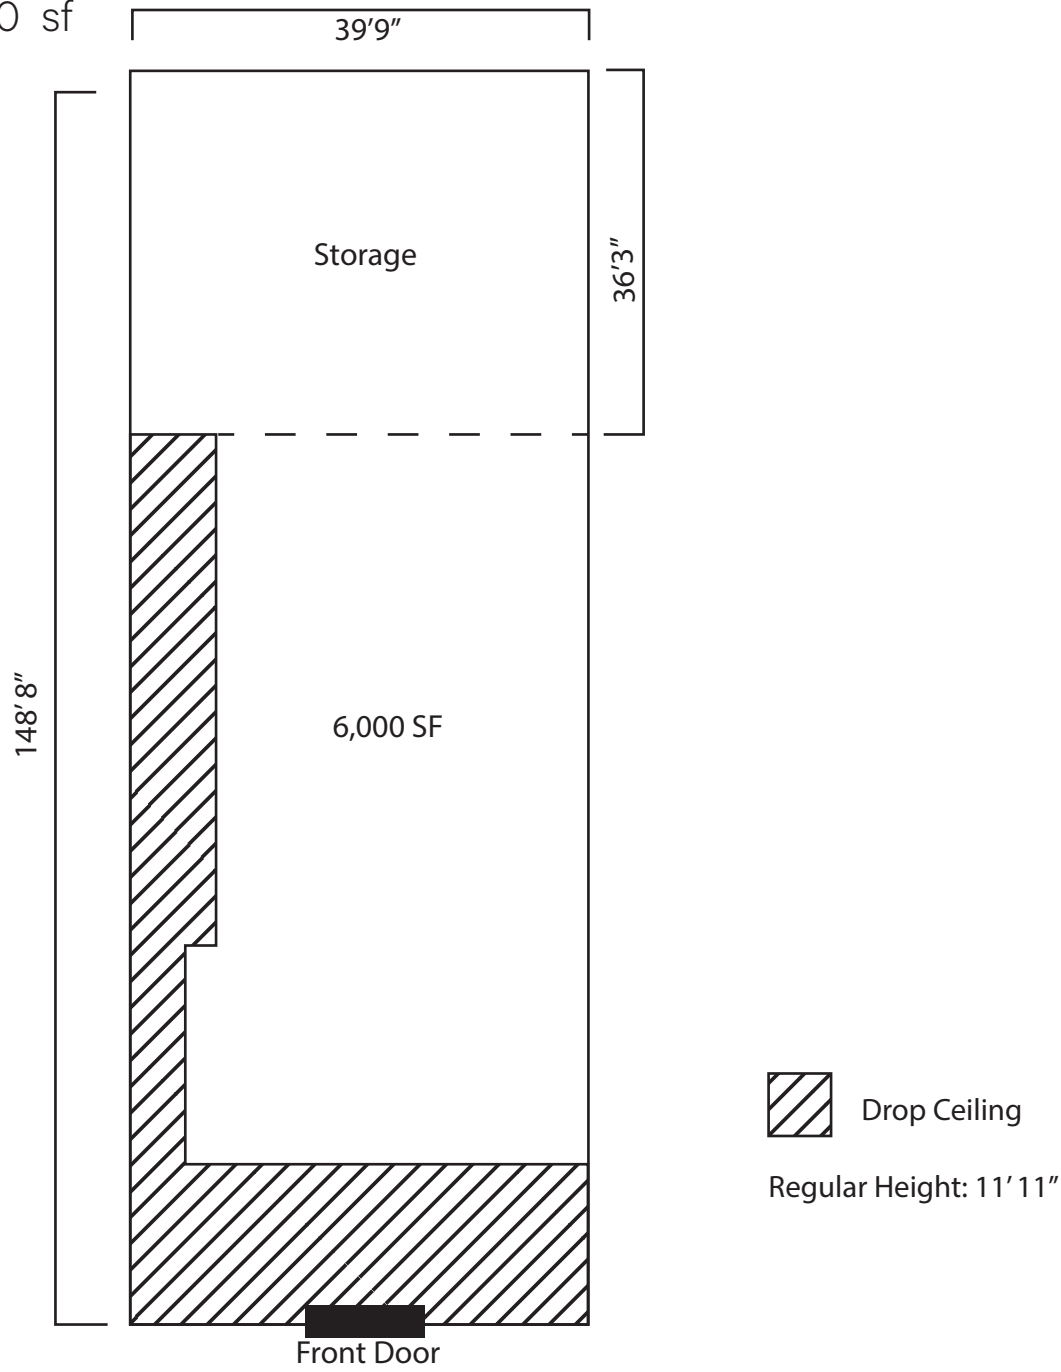 0 sf
39’9”
Storage
36’3”
148’ 8”
6,000 SF
Drop Ceiling
Regular Height: 11’ 11”
Front Door